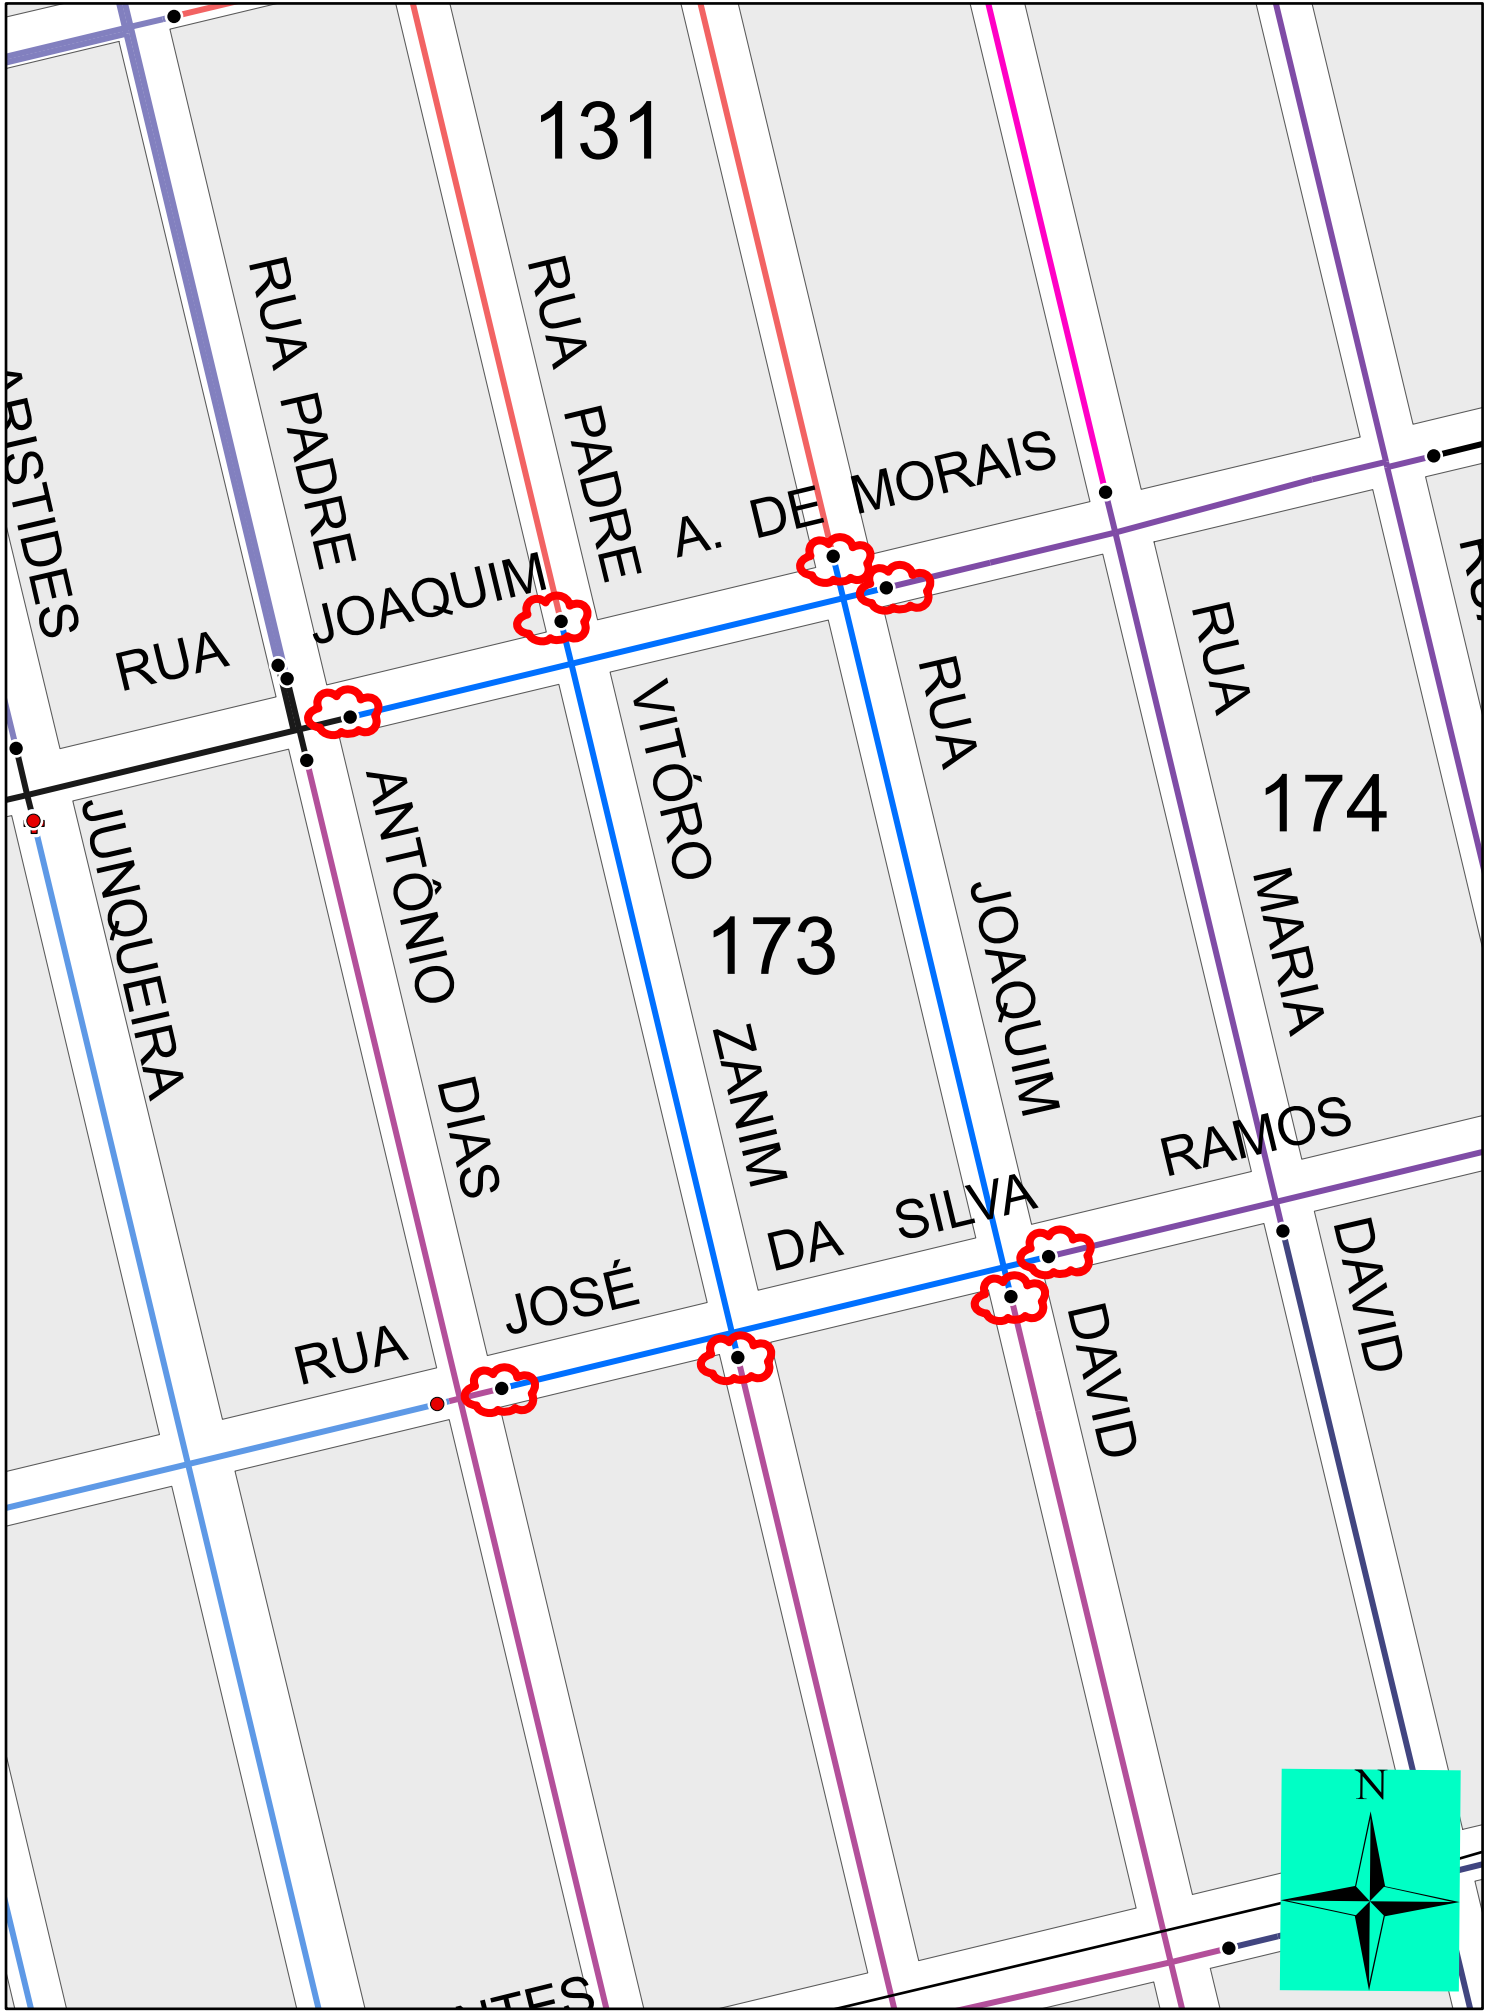 131
RUA PADRE ANTÔNIO DIAS
RUA PADRE VITÓRO ZANIM
ARISTIDES JUNQUEIRA
RUA JOAQUIM A. DE MORAIS
RUA JOAQUIM DAVID
RUA MARIA DAVID
174
173
RUA JOSÉ DA SILVA RAMOS
N